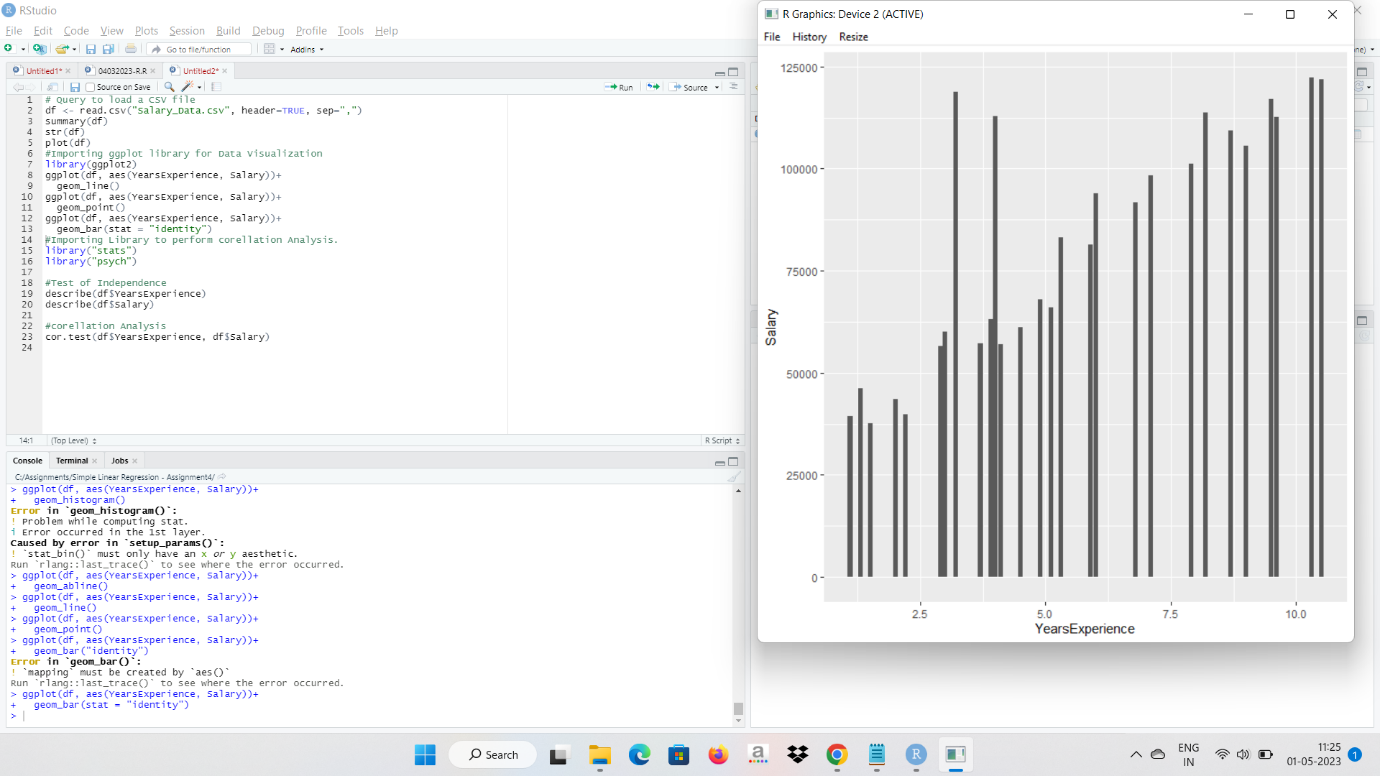 RStudio
File Edit Code View Plots Session Build Debug Profile Tools Help
Go to file/function
Addins
Untitled1* × 04032023-R.R × Untitled2* ×
Source on Save
Run
Source
1 # Query to load a CSV file
2 df <- read.csv("Salary_Data.csv", header=TRUE, sep=",")
3 summary(df)
4 str(df)
5 plot(df)
6 #Importing ggplot library for Data Visualization
7 library(ggplot2)
8 ggplot(df, aes(YearsExperience, Salary))+
9 geom_line()
10 ggplot(df, aes(YearsExperience, Salary))+
11 geom_point()
12 ggplot(df, aes(YearsExperience, Salary))+
13 geom_bar(stat = "identity")
14 #Importing Library to perform corellation Analysis.
15 library("stats")
16 library("psych")
17
18 #Test of Independence
19 describe(df$YearsExperience)
20 describe(df$Salary)
21
22 #corellation Analysis
23 cor.test(df$YearsExperience, df$Salary)
24
14:1 (Top Level) R Script
Console Terminal × Jobs ×
C:/Assignments/Simple Linear Regression - Assignment4/
> ggplot(df, aes(YearsExperience, Salary))+
+ geom_histogram()
Error in `geom_histogram()`:
! Problem while computing stat.
i Error occurred in the 1st layer.
Caused by error in `setup_params()`:
! `stat_bin()` must only have an x or y aesthetic.
Run `rlang::last_trace()` to see where the error occurred.
> ggplot(df, aes(YearsExperience, Salary))+
+ geom_abline()
> ggplot(df, aes(YearsExperience, Salary))+
+ geom_line()
> ggplot(df, aes(YearsExperience, Salary))+
+ geom_point()
> ggplot(df, aes(YearsExperience, Salary))+
+ geom_bar("identity")
Error in `geom_bar()`:
! `mapping` must be created by `aes()`
Run `rlang::last_trace()` to see where the error occurred.
> ggplot(df, aes(YearsExperience, Salary))+
+ geom_bar(stat = "identity")
>
R Graphics: Device 2 (ACTIVE)
File History Resize
125000
100000
75000
50000
25000
0
Salary
2.5 5.0 7.5 10.0
YearsExperience
ne)
Search
ENG
IN
11:25
01-05-2023
1